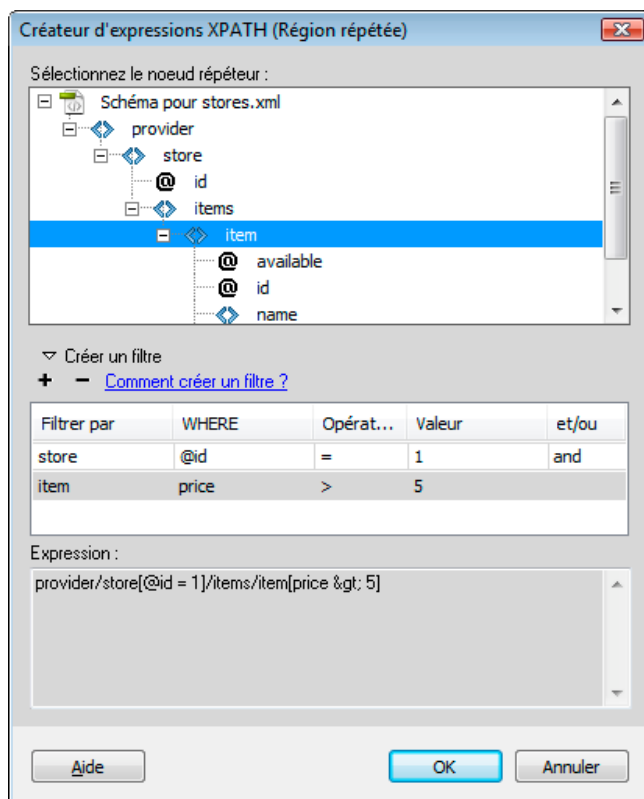 Créateur d'expressions XPATH (Région répétée)
Sélectionnez le noeud répéteur :
Schéma pour stores.xml
provider
store
@ id
items
item
@ available
@ id
name
Créer un filtre
+ - Comment créer un filtre ?
Filtrer par WHERE Opérat... Valeur et/ou
store @id = 1 and
item price > 5
Expression :
provider/store[@id = 1]/items/item[price &gt; 5]
Aide OK Annuler